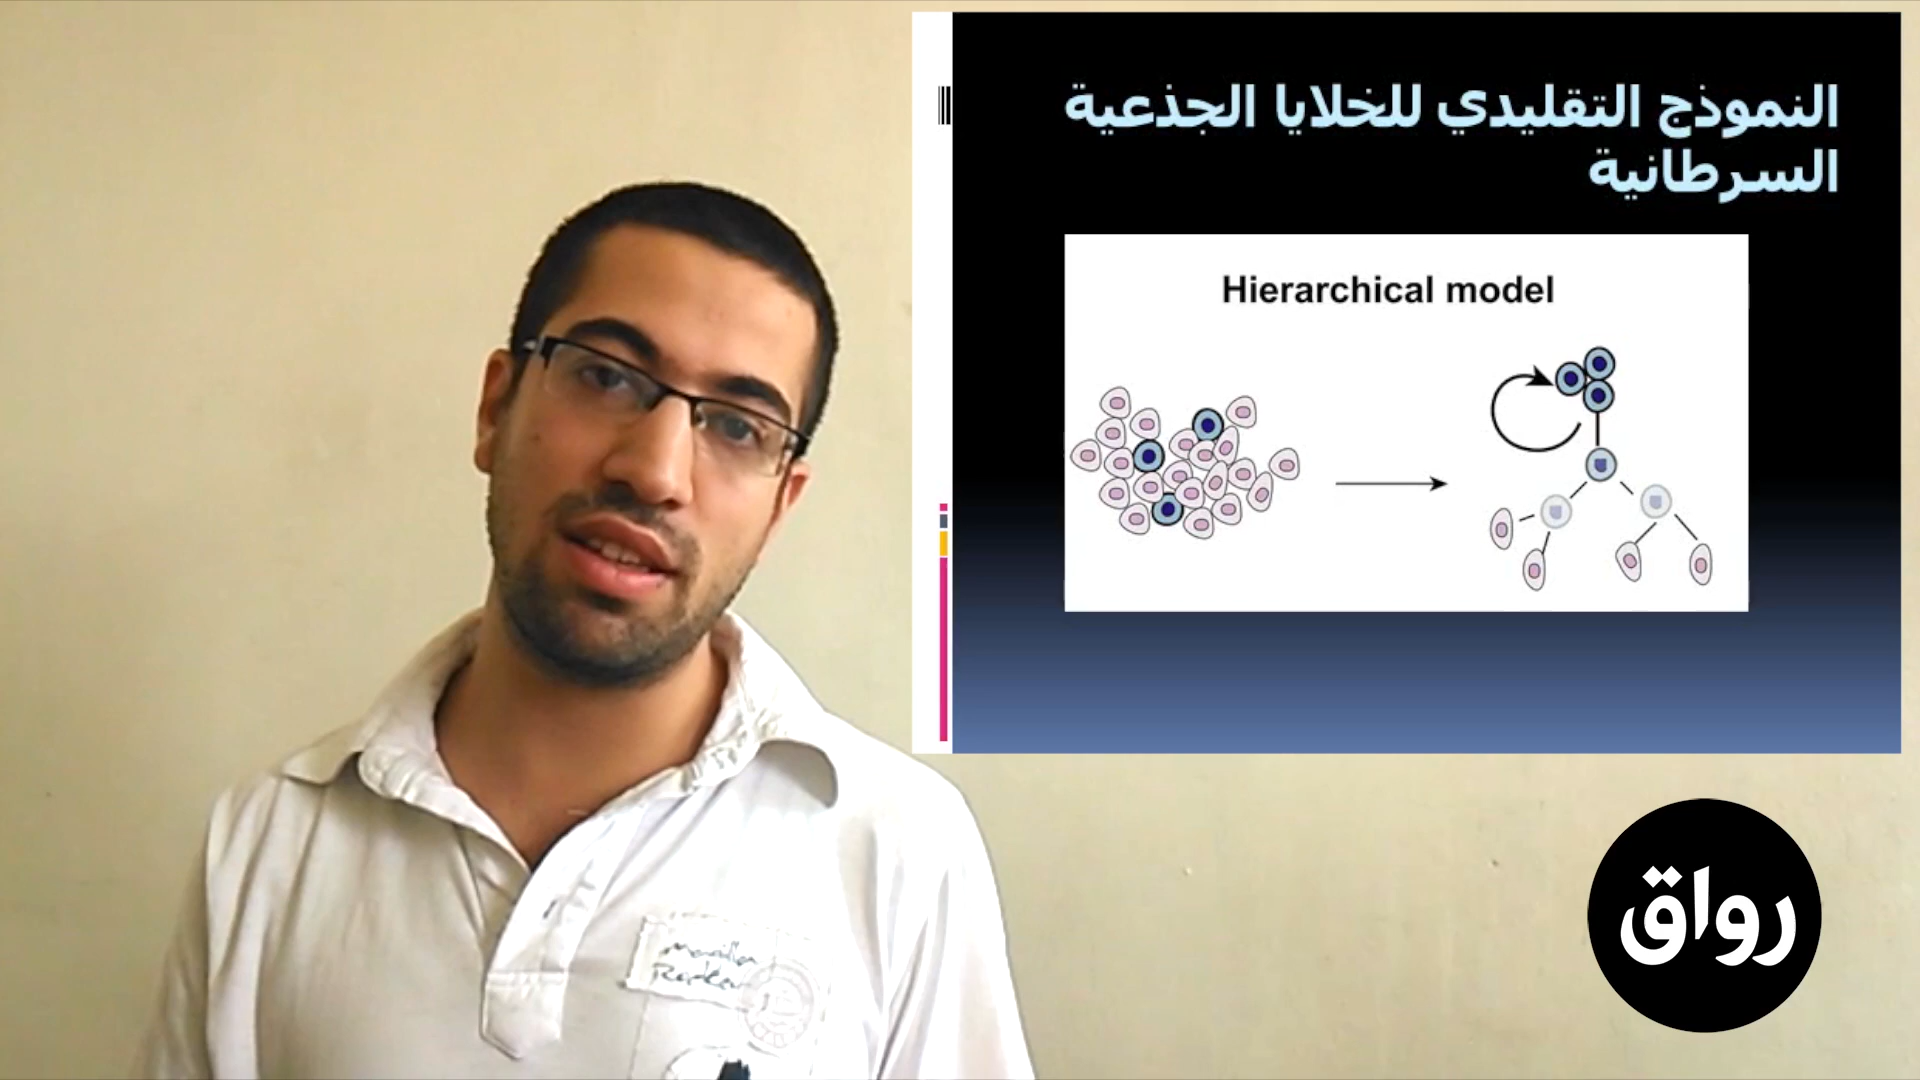 النموذج التقليدي للخلايا الجذعية
السرطانية
Hierarchical model
رواق